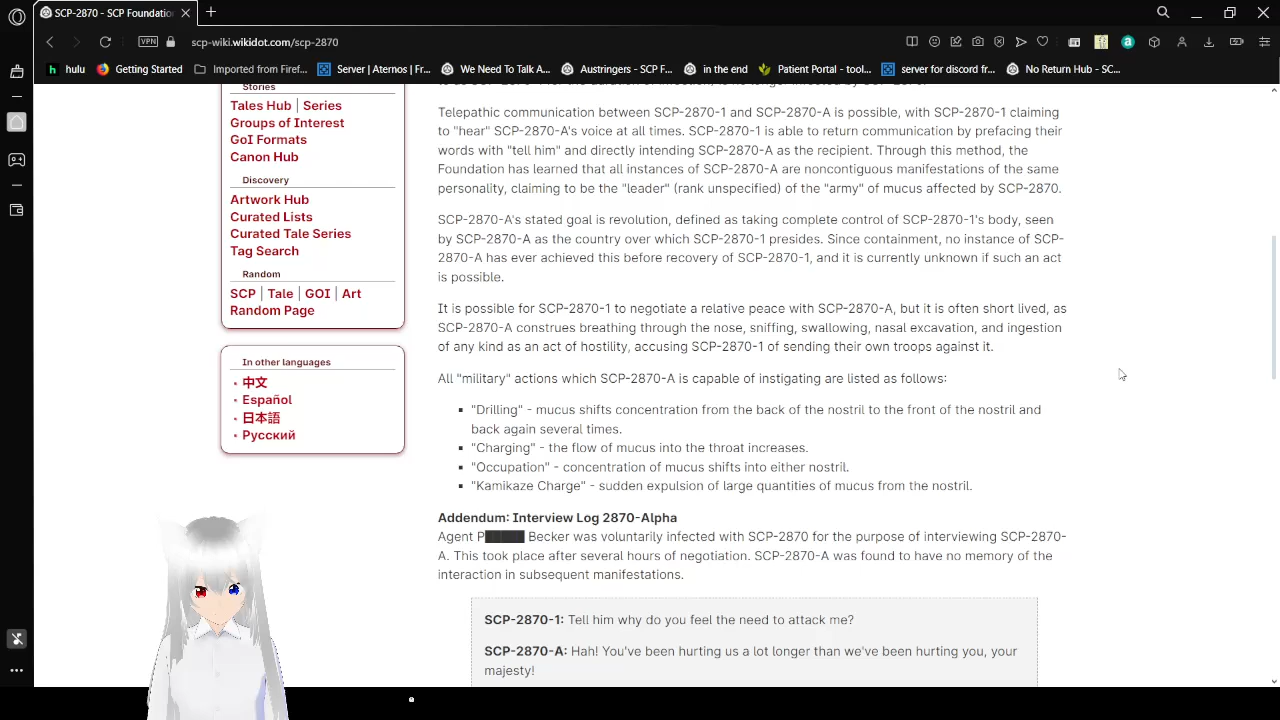 SCP-2870 - SCP Foundatio
scp-wiki.wikidot.com/scp-2870
VPN
hulu
Getting Started
Imported from Firef...
Server | Aternos | Fr...
We Need To Talk A...
Austringers - SCP F...
in the end
Patient Portal - tool...
server for discord fr...
No Return Hub - SC...
Stories
Tales Hub | Series
Groups of Interest
GoI Formats
Canon Hub
Discovery
Artwork Hub
Curated Lists
Curated Tale Series
Tag Search
Random
SCP | Tale | GOI | Art
Random Page
In other languages
中文
Español
日本語
Русский
Telepathic communication between SCP-2870-1 and SCP-2870-A is possible, with SCP-2870-1 claiming
to "hear" SCP-2870-A's voice at all times. SCP-2870-1 is able to return communication by prefacing their
words with "tell him" and directly intending SCP-2870-A as the recipient. Through this method, the
Foundation has learned that all instances of SCP-2870-A are noncontiguous manifestations of the same
personality, claiming to be the "leader" (rank unspecified) of the "army" of mucus affected by SCP-2870.
SCP-2870-A's stated goal is revolution, defined as taking complete control of SCP-2870-1's body, seen
by SCP-2870-A as the country over which SCP-2870-1 presides. Since containment, no instance of SCP-
2870-A has ever achieved this before recovery of SCP-2870-1, and it is currently unknown if such an act
is possible.
It is possible for SCP-2870-1 to negotiate a relative peace with SCP-2870-A, but it is often short lived, as
SCP-2870-A construes breathing through the nose, sniffing, swallowing, nasal excavation, and ingestion
of any kind as an act of hostility, accusing SCP-2870-1 of sending their own troops against it.
All "military" actions which SCP-2870-A is capable of instigating are listed as follows:
"Drilling" - mucus shifts concentration from the back of the nostril to the front of the nostril and
back again several times.
"Charging" - the flow of mucus into the throat increases.
"Occupation" - concentration of mucus shifts into either nostril.
"Kamikaze Charge" - sudden expulsion of large quantities of mucus from the nostril.
Addendum: Interview Log 2870-Alpha
Agent P█████ Becker was voluntarily infected with SCP-2870 for the purpose of interviewing SCP-2870-
A. This took place after several hours of negotiation. SCP-2870-A was found to have no memory of the
interaction in subsequent manifestations.
SCP-2870-1: Tell him why do you feel the need to attack me?
SCP-2870-A: Hah! You've been hurting us a lot longer than we've been hurting you, your
majesty!